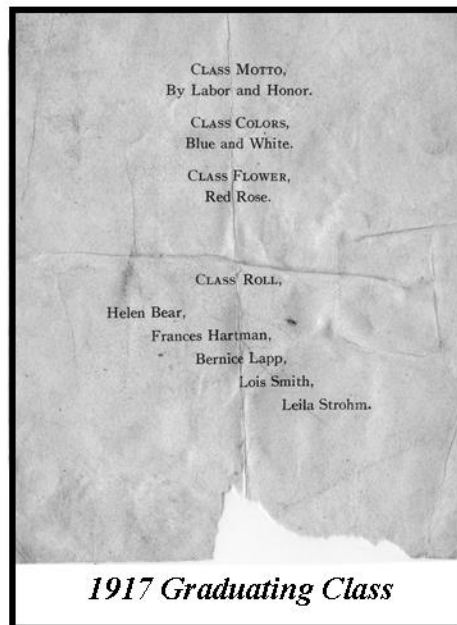 Class Motto,
By Labor and Honor.
Class Colors,
Blue and White.
Class Flower,
Red Rose.
Class Roll,
Helen Bear,
Frances Hartman,
Bernice Lapp,
Lois Smith,
Leila Strohm.
1917 Graduating Class